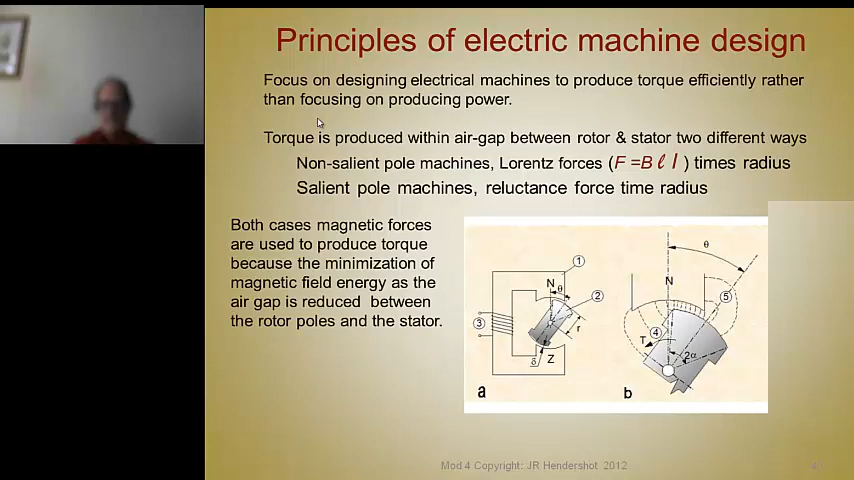 Principles of electric machine design
Focus on designing electrical machines to produce torque efficiently rather
than focusing on producing power.
Torque is produced within air-gap between rotor & stator two different ways
Non-salient pole machines, Lorentz forces (F =B ℓ I ) times radius
Salient pole machines, reluctance force time radius
Both cases magnetic forces
are used to produce torque
because the minimization of
magnetic field energy as the
air gap is reduced between
the rotor poles and the stator.
1
N θ
2
3
r
δ
Z
a
θ
N
5
4
T
2α
b
Mod 4 Copyright: JR Hendershot 2012